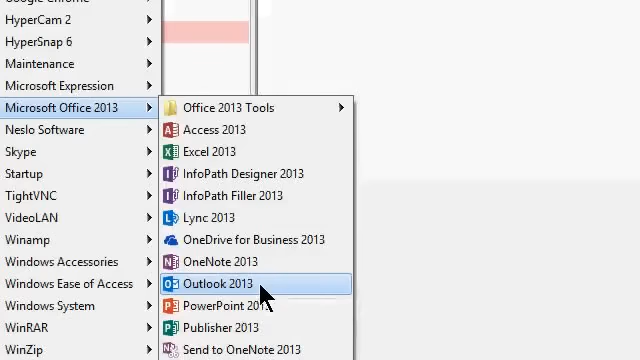 Google Chrome
HyperCam 2
HyperSnap 6
Maintenance
Microsoft Expression
Microsoft Office 2013
Neslo Software
Skype
Startup
TightVNC
VideoLAN
Winamp
Windows Accessories
Windows Ease of Access
Windows System
WinRAR
WinZip
Office 2013 Tools
Access 2013
Excel 2013
InfoPath Designer 2013
InfoPath Filler 2013
Lync 2013
OneDrive for Business 2013
OneNote 2013
Outlook 2013
PowerPoint 2013
Publisher 2013
Send to OneNote 2013